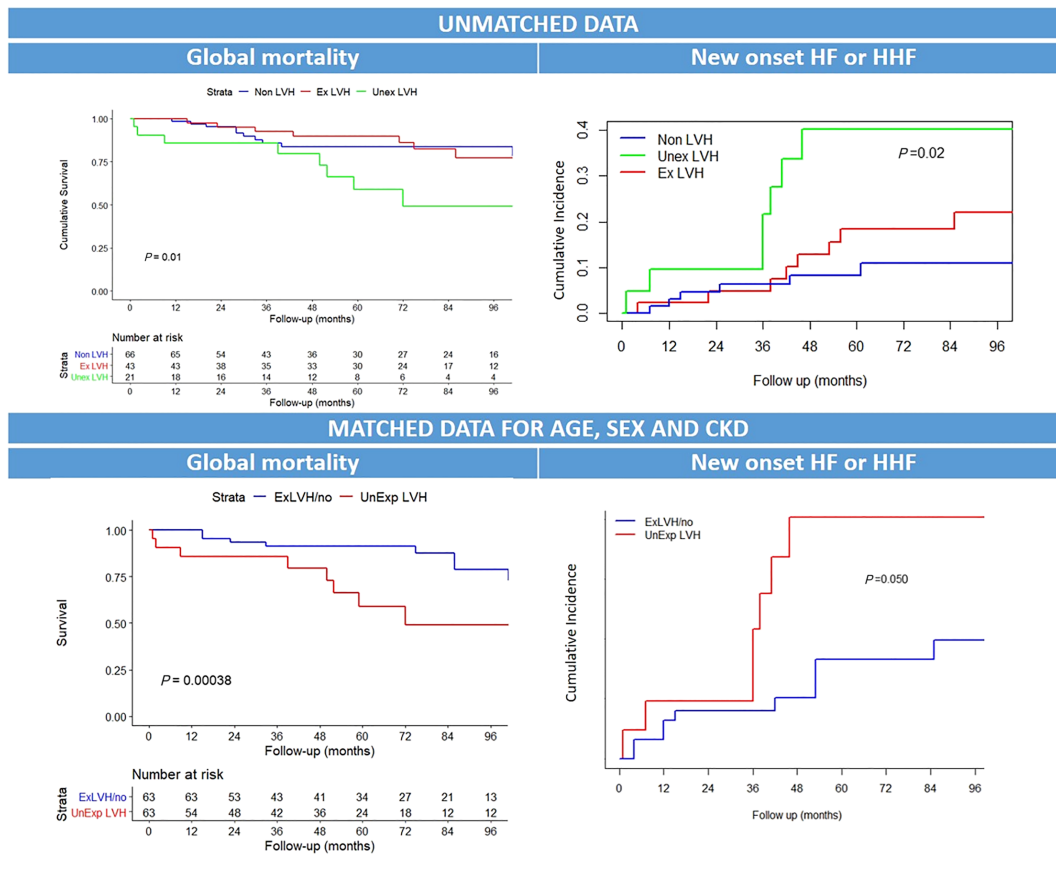 UNMATCHED DATA
Global mortality
New onset HF or HHF
Strata Non LVH Ex LVH Unex LVH
Cumulative Survival
1.00
0.75
0.50
0.25
0.00
P = 0.01
0 12 24 36 48 60 72 84 96
Follow-up (months)
Number at risk
Strata
Non LVH 66 65 54 43 36 30 27 24 16
Ex LVH 43 43 38 35 33 30 24 17 12
Unex LVH 21 18 16 14 12 8 6 4 4
0 12 24 36 48 60 72 84 96
Follow-up (months)
Non LVH
Unex LVH
Ex LVH
P=0.02
Cumulative Incidence
0.4
0.3
0.2
0.1
0.0
0 12 24 36 48 60 72 84 96
Follow up (months)
MATCHED DATA FOR AGE, SEX AND CKD
Global mortality
New onset HF or HHF
Strata ExLVH/no UnExp LVH
Survival
1.00
0.75
0.50
0.25
0.00
P = 0.00038
0 12 24 36 48 60 72 84 96
Follow-up (months)
Number at risk
Strata
ExLVH/no 63 63 53 43 41 34 27 21 13
UnExp LVH 63 54 48 42 36 24 18 12 12
0 12 24 36 48 60 72 84 96
Follow-up (months)
ExLVH/no
UnExp LVH
P=0.050
Cumulative Incidence
0 12 24 36 48 60 72 84 96
Follow up (months)